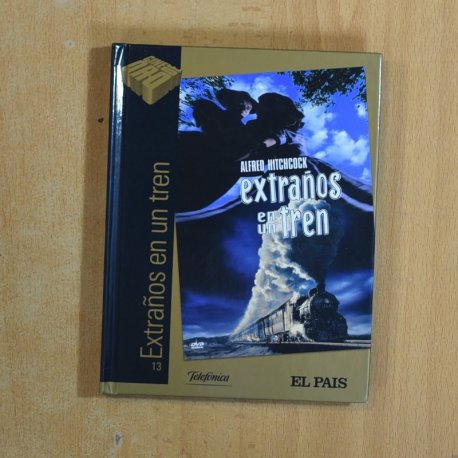 ALFRED HITCHCOCK
extraños
en
un tren
DVD
13 Extraños en un tren
Telefónica
EL PAIS